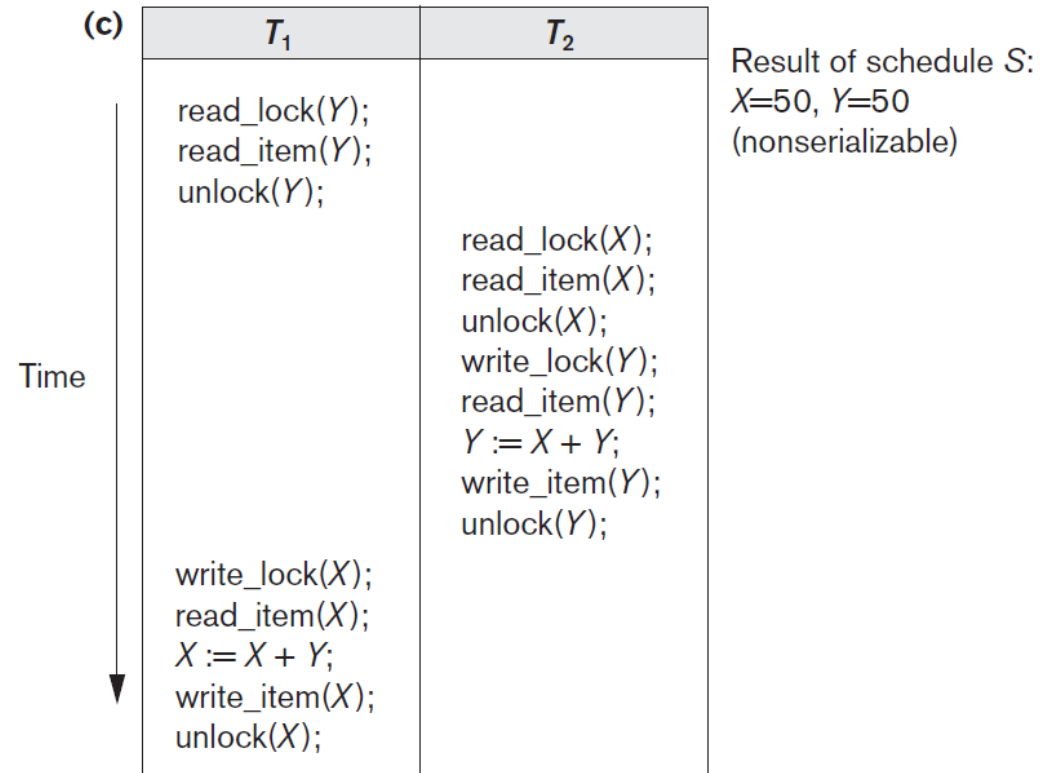 (c)
T1
T2
Result of schedule S:
X=50, Y=50
(nonserializable)
read_lock(Y);
read_item(Y);
unlock(Y);
read_lock(X);
read_item(X);
unlock(X);
write_lock(Y);
read_item(Y);
Y := X + Y;
write_item(Y);
unlock(Y);
Time
write_lock(X);
read_item(X);
X := X + Y;
write_item(X);
unlock(X);